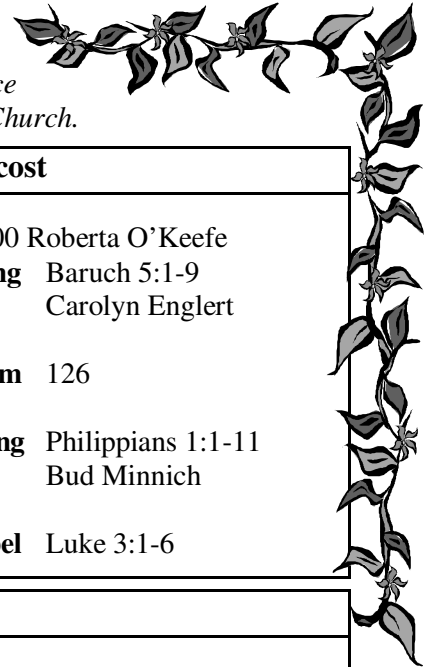 ce
Church.
cost
00 Roberta O’Keefe
ng Baruch 5:1-9
Carolyn Englert
m 126
ng Philippians 1:1-11
Bud Minnich
el Luke 3:1-6